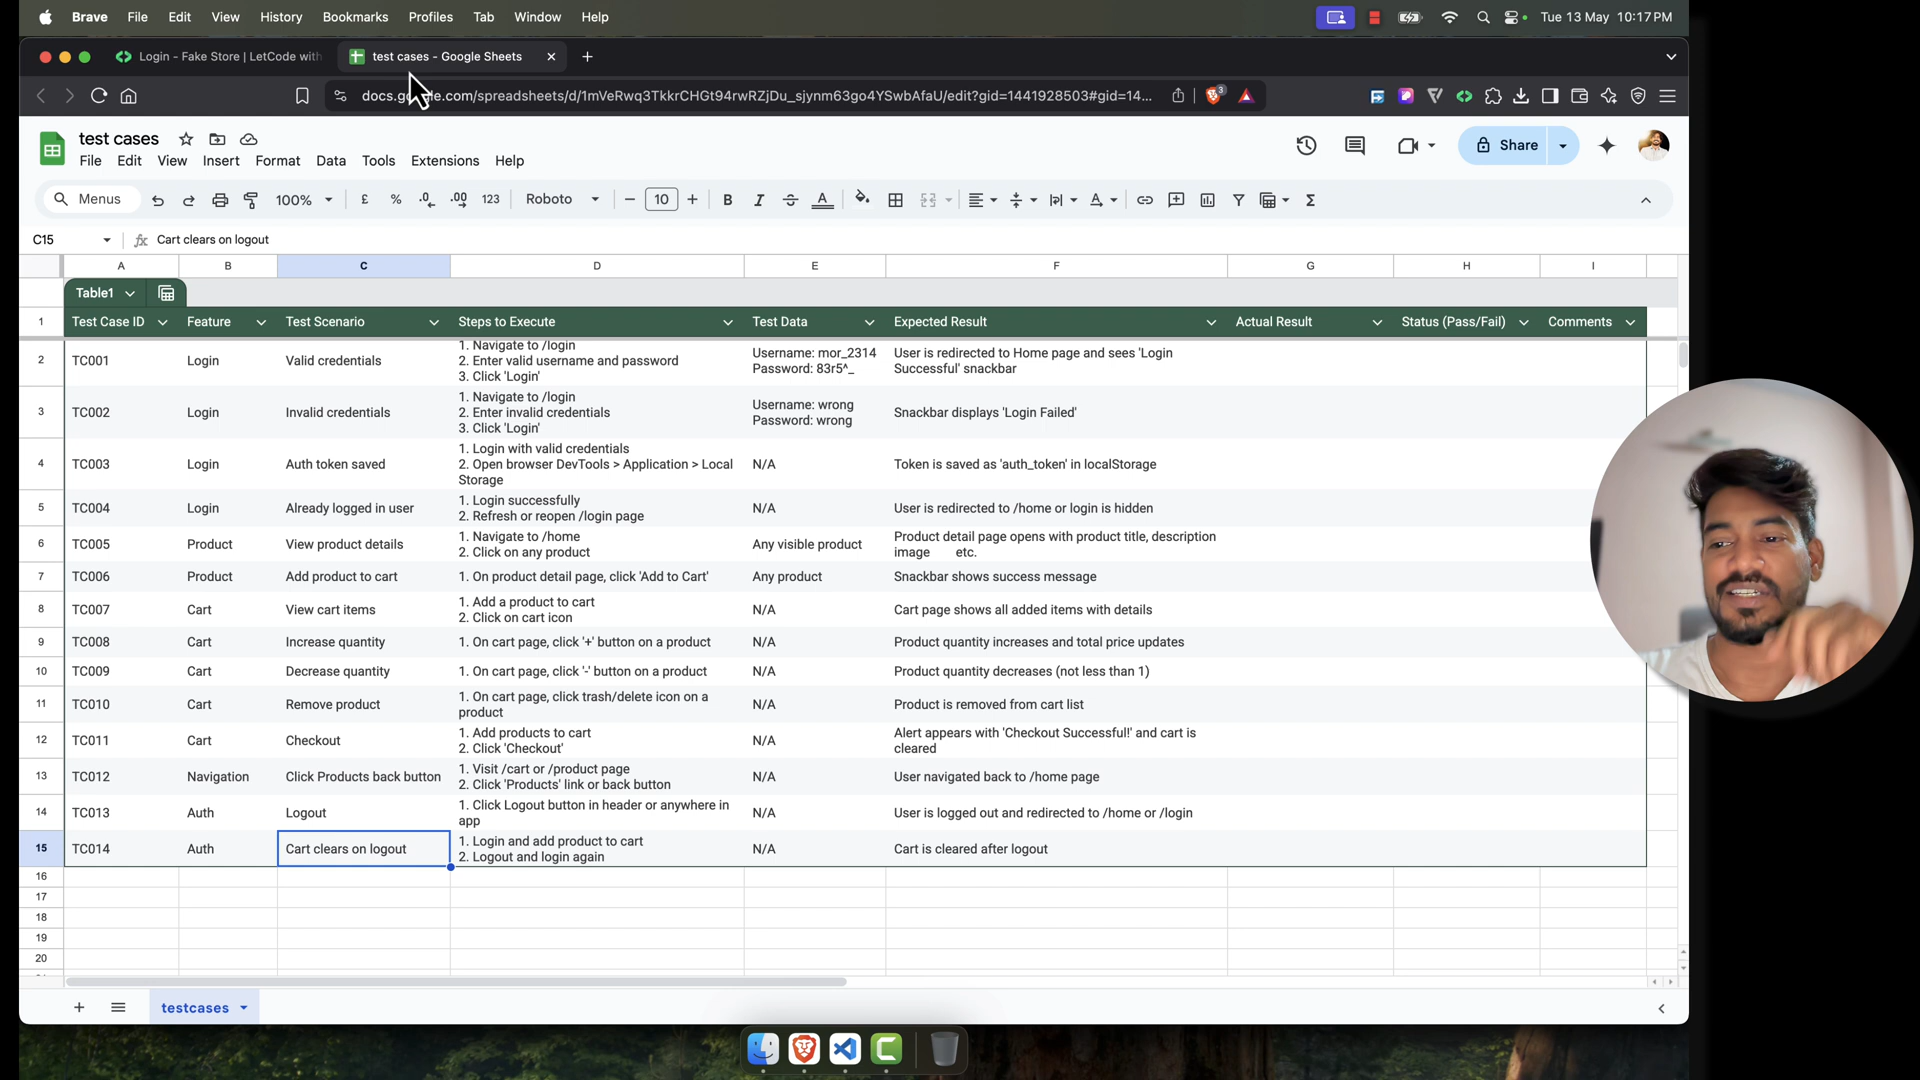 Brave File Edit View History Bookmarks Profiles Tab Window Help
Tue 13 May 10:17 PM
Login - Fake Store | LetCode with
test cases - Google Sheets
3
test cases
File Edit View Insert Format Data Tools Extensions Help
Share
Menus 100% £ % .0 .00 123 Roboto 10 B I A Σ
C15 fx Cart clears on logout
A B C D E F G H I
Table1
1 Test Case ID Feature Test Scenario Steps to Execute Test Data Expected Result Actual Result Status (Pass/Fail) Comments
2 TC001 Login Valid credentials
1. Navigate to /login
2. Enter valid username and password
3. Click 'Login'
Username: mor_2314
Password: 83r5^_
User is redirected to Home page and sees 'Login
Successful' snackbar
3 TC002 Login Invalid credentials
1. Navigate to /login
2. Enter invalid credentials
3. Click 'Login'
Username: wrong
Password: wrong
Snackbar displays 'Login Failed'
4 TC003 Login Auth token saved
1. Login with valid credentials
2. Open browser DevTools > Application > Local
Storage
N/A
Token is saved as 'auth_token' in localStorage
5 TC004 Login Already logged in user
1. Login successfully
2. Refresh or reopen /login page
N/A
User is redirected to /home or login is hidden
6 TC005 Product View product details
1. Navigate to /home
2. Click on any product
Any visible product
Product detail page opens with product title, description
image etc.
7 TC006 Product Add product to cart
1. On product detail page, click 'Add to Cart'
Any product
Snackbar shows success message
8 TC007 Cart View cart items
1. Add a product to cart
2. Click on cart icon
N/A
Cart page shows all added items with details
9 TC008 Cart Increase quantity
1. On cart page, click '+' button on a product
N/A
Product quantity increases and total price updates
10 TC009 Cart Decrease quantity
1. On cart page, click '-' button on a product
N/A
Product quantity decreases (not less than 1)
11 TC010 Cart Remove product
1. On cart page, click trash/delete icon on a
product
N/A
Product is removed from cart list
12 TC011 Cart Checkout
1. Add products to cart
2. Click 'Checkout'
N/A
Alert appears with 'Checkout Successful!' and cart is
cleared
13 TC012 Navigation Click Products back button
1. Visit /cart or /product page
2. Click 'Products' link or back button
N/A
User navigated back to /home page
14 TC013 Auth Logout
1. Click Logout button in header or anywhere in
app
N/A
User is logged out and redirected to /home or /login
15 TC014 Auth Cart clears on logout
1. Login and add product to cart
2. Logout and login again
N/A
Cart is cleared after logout
16
17
18
19
20
testcases